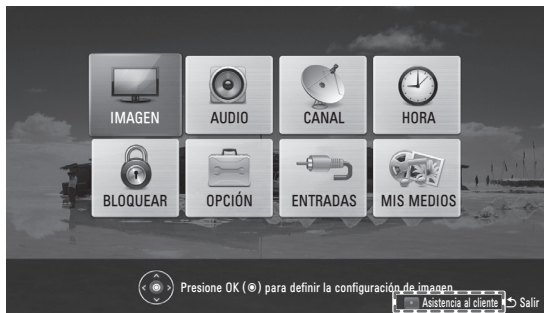 IMAGEN AUDIO CANAL HORA
BLOQUEAR OPCIÓN ENTRADAS MIS MEDIOS
Presione OK (◉) para definir la configuración de imagen
Asistencia al cliente Salir